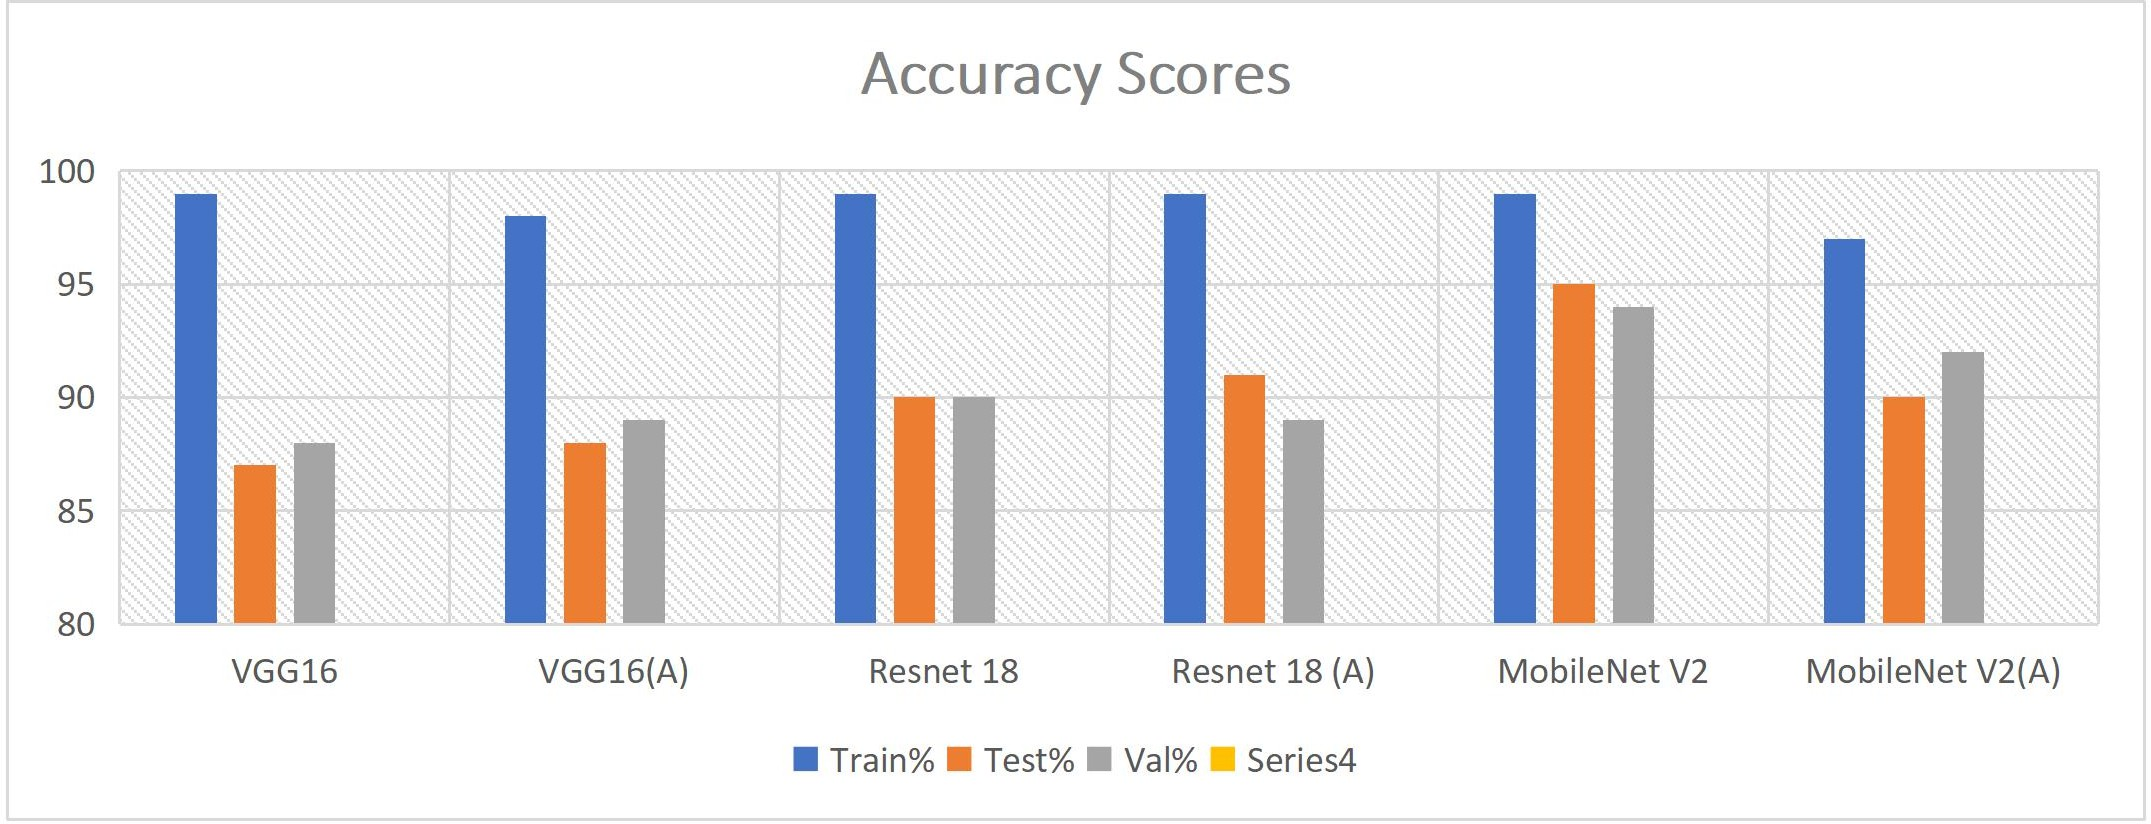 Accuracy Scores
100
95
90
85
80
VGG16 VGG16(A) Resnet 18 Resnet 18 (A) MobileNet V2 MobileNet V2(A)
Train% Test% Val% Series4